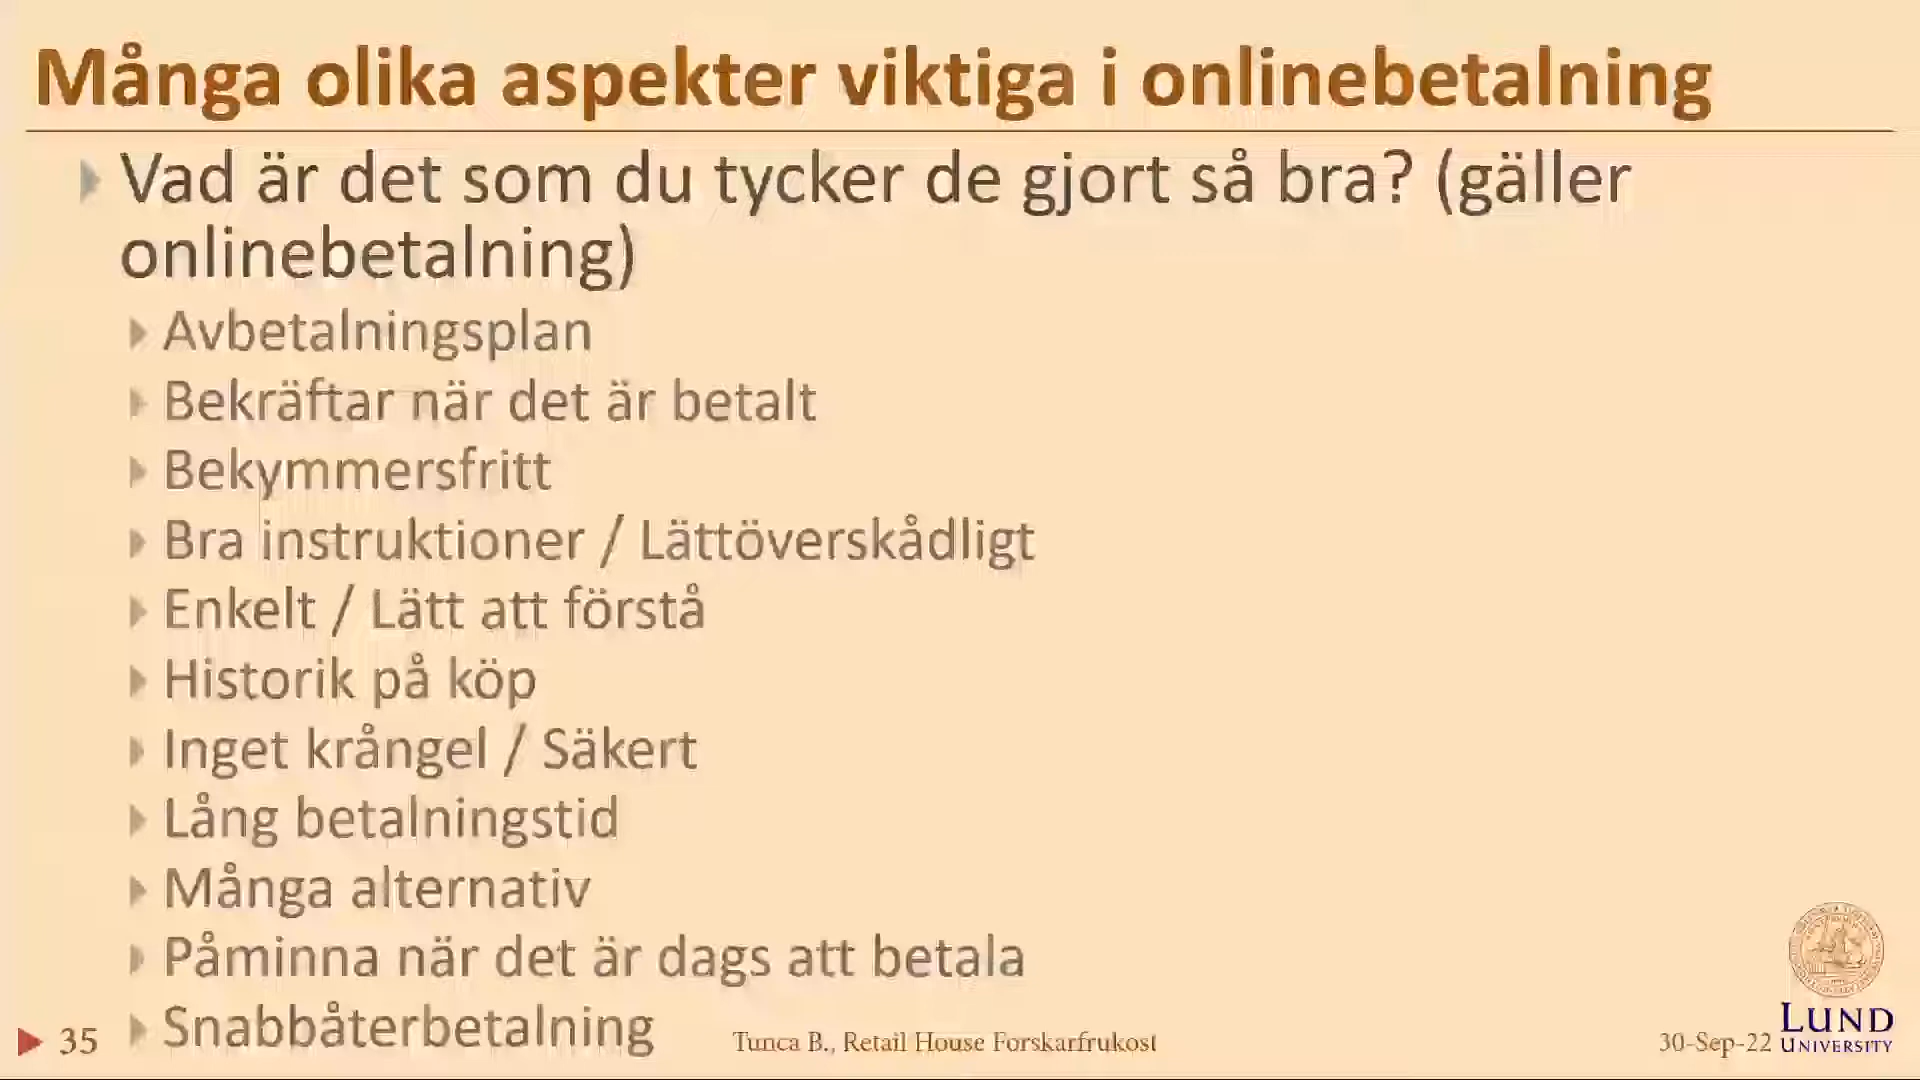 Många olika aspekter viktiga i onlinebetalning
Vad är det som du tycker de gjort så bra? (gäller
onlinebetalning)
Avbetalningsplan
Bekräftar när det är betalt
Bekymmersfritt
Bra instruktioner / Lättöverskådligt
Enkelt / Lätt att förstå
Historik på köp
Inget krångel / Säkert
Lång betalningstid
Många alternativ
Påminna när det är dags att betala
Snabbåterbetalning
35
Tunca B., Retail House Forskarfrukost
30-Sep-22
LUND
UNIVERSITY